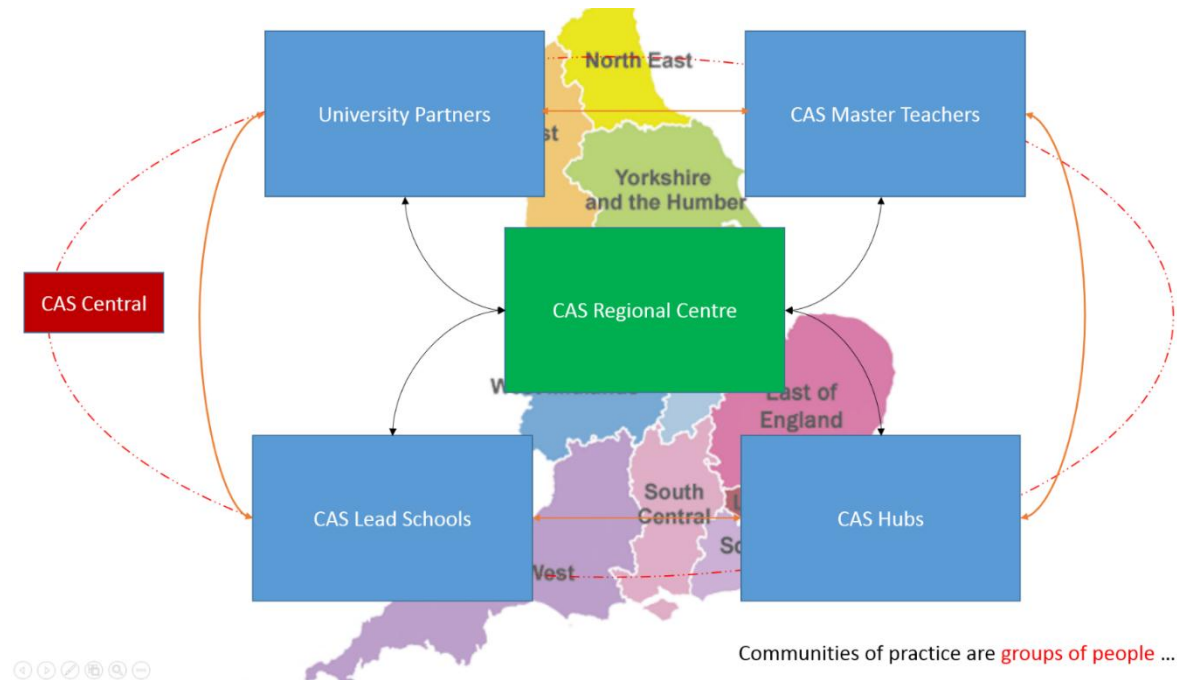 North East
University Partners
CAS Master Teachers
st
Yorkshire
and the Humber
CAS Central
CAS Regional Centre
East of
England
South
Central
CAS Lead Schools
CAS Hubs
West
Communities of practice are groups of people ...